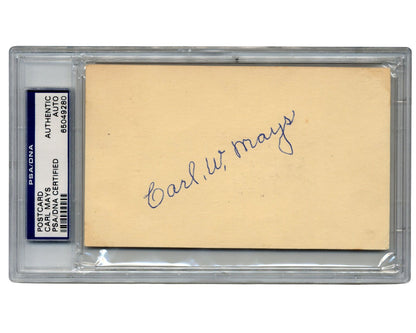 PSA/DNA
POSTCARD
CARL MAYS
PSA/DNA CERTIFIED
AUTHENTIC
AUTO
65049280
Carl. W. Mays